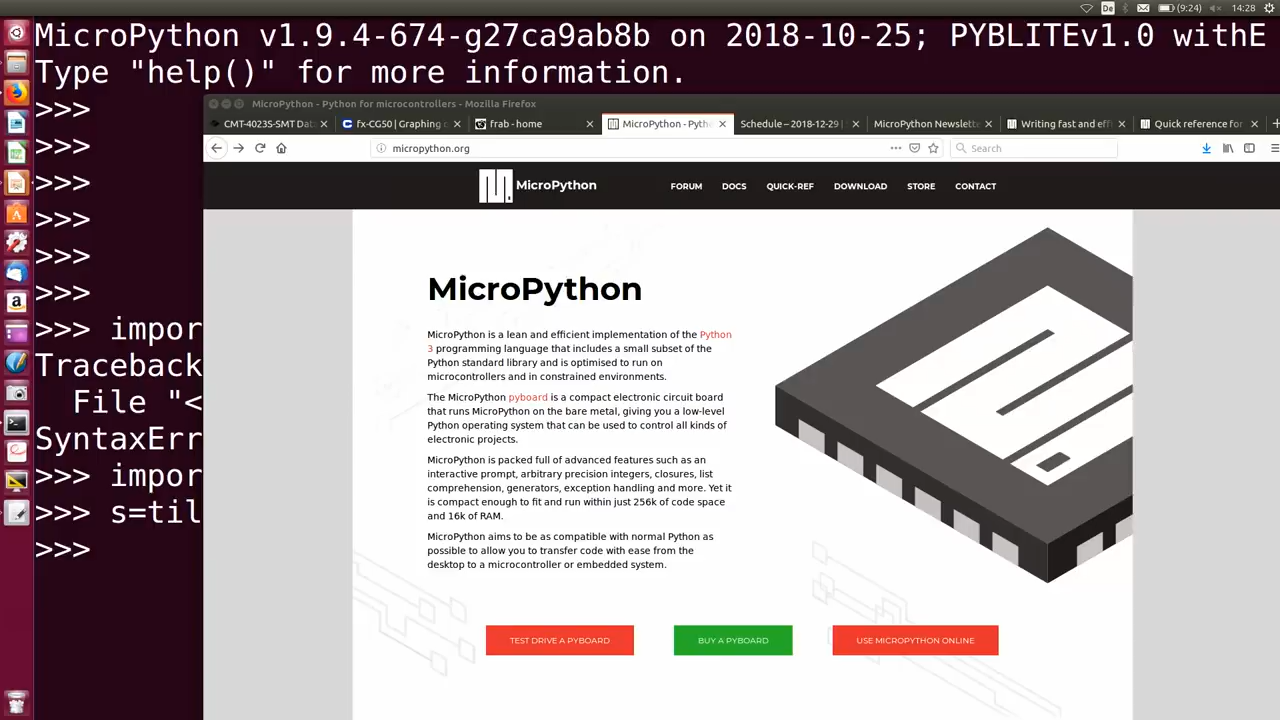 De
(9:24)
14:28
MicroPython v1.9.4-674-g27ca9ab8b on 2018-10-25; PYBLITEv1.0 withE
Type "help()" for more information.
>>>
>>>
>>>
>>>
>>>
>>>
>>> impor
Traceback
File "<
SyntaxErr
>>> impor
>>> s=til
>>>
MicroPython - Python for microcontrollers - Mozilla Firefox
CMT-4023S-SMT Dat
fx-CG50 | Graphing c
frab - home
MicroPython - Pyth
Schedule – 2018-12-29
MicroPython Newslett
Writing fast and effi
Quick reference for
micropython.org
Search
MicroPython
FORUM
DOCS
QUICK-REF
DOWNLOAD
STORE
CONTACT
MicroPython
MicroPython is a lean and efficient implementation of the Python
3 programming language that includes a small subset of the
Python standard library and is optimised to run on
microcontrollers and in constrained environments.
The MicroPython pyboard is a compact electronic circuit board
that runs MicroPython on the bare metal, giving you a low-level
Python operating system that can be used to control all kinds of
electronic projects.
MicroPython is packed full of advanced features such as an
interactive prompt, arbitrary precision integers, closures, list
comprehension, generators, exception handling and more. Yet it
is compact enough to fit and run within just 256k of code space
and 16k of RAM.
MicroPython aims to be as compatible with normal Python as
possible to allow you to transfer code with ease from the
desktop to a microcontroller or embedded system.
TEST DRIVE A PYBOARD
BUY A PYBOARD
USE MICROPYTHON ONLINE